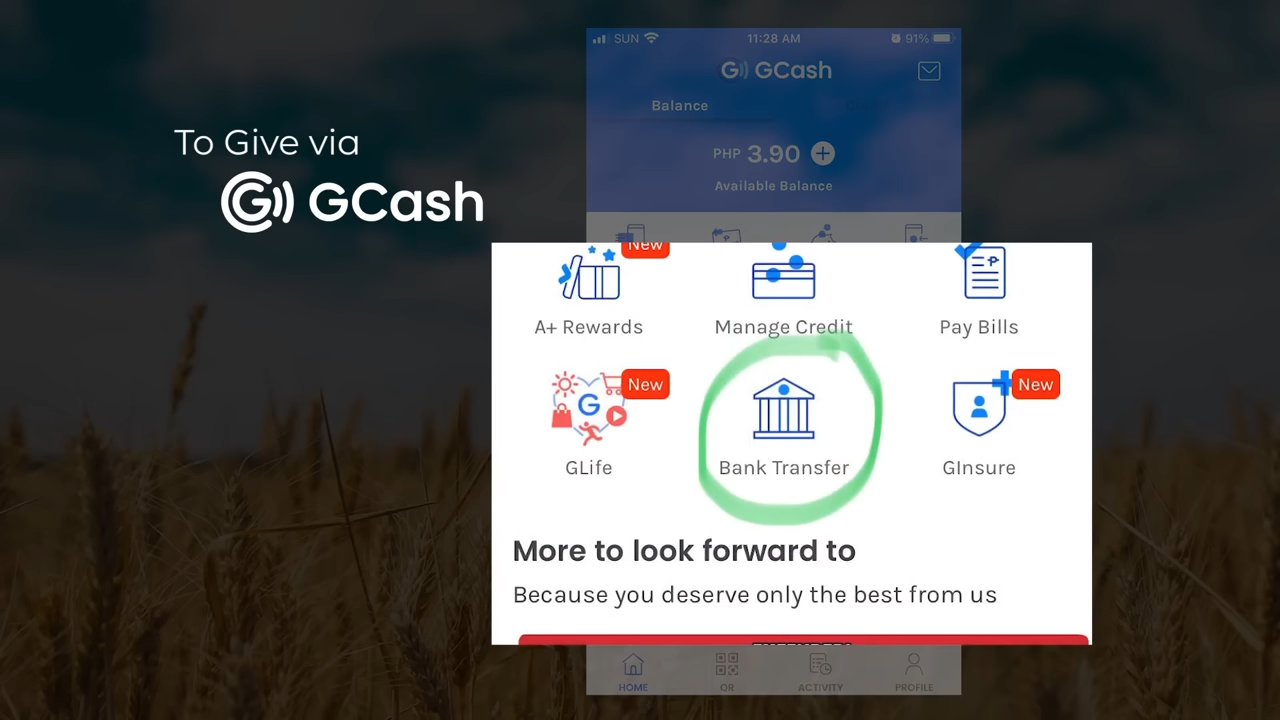 SUN 11:28 AM 91%
GCash
Balance
To Give via
PHP 3.90
GCash
Available Balance
New
A+ Rewards Manage Credit Pay Bills
New New
GLife Bank Transfer GInsure
More to look forward to
Because you deserve only the best from us
HOME QR ACTIVITY PROFILE